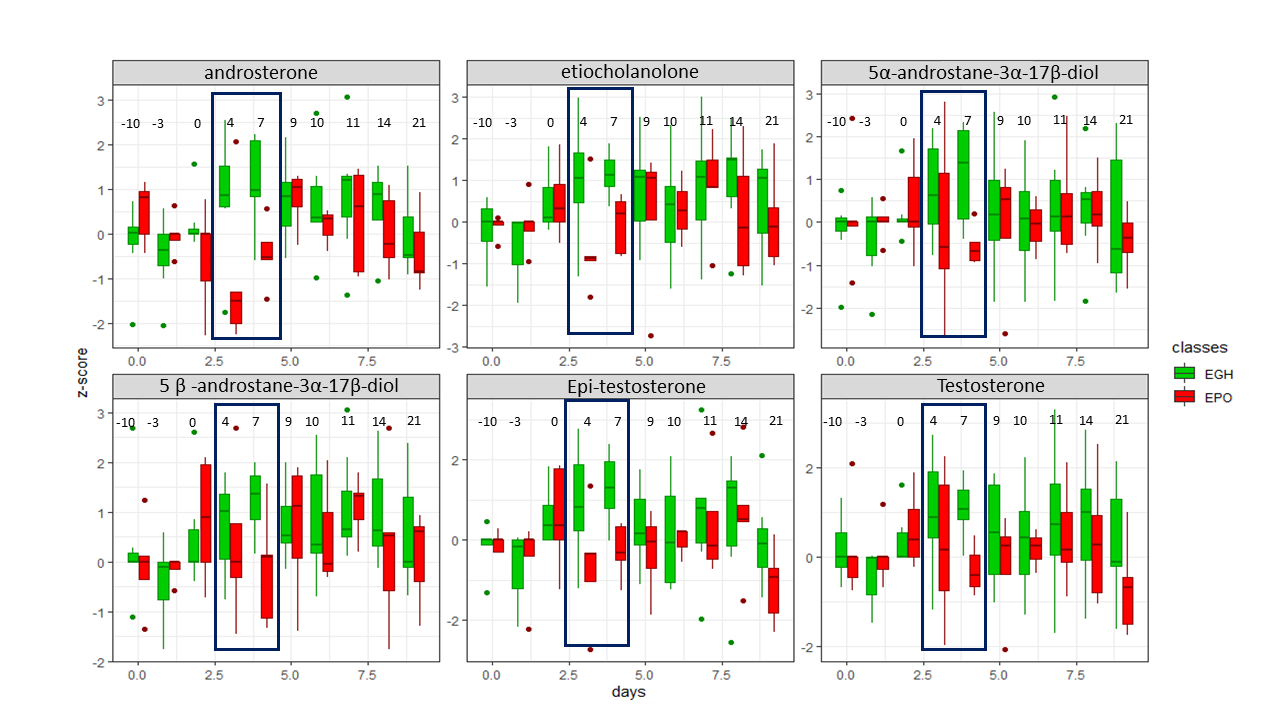 androsterone
etiocholanolone
5α-androstane-3α-17β-diol
3
2
1
0
-1
-2
-10 -3 0 4 7 9 10 11 14 21
0.0 2.5 5.0 7.5
3
2
1
0
-1
-2
-3
-10 -3 0 4 7 9 10 11 14 21
0.0 2.5 5.0 7.5
3
2
1
0
-1
-2
-10 -3 0 4 7 9 10 11 14 21
0.0 2.5 5.0 7.5
z-score
5 β -androstane-3α-17β-diol
Epi-testosterone
Testosterone
3
2
1
0
-1
-2
-10 -3 0 4 7 9 10 11 14 21
0.0 2.5 5.0 7.5
2
0
-2
-10 -3 0 4 7 9 10 11 14 21
0.0 2.5 5.0 7.5
2
0
-2
-10 -3 0 4 7 9 10 11 14 21
0.0 2.5 5.0 7.5
days
classes
EGH
EPO